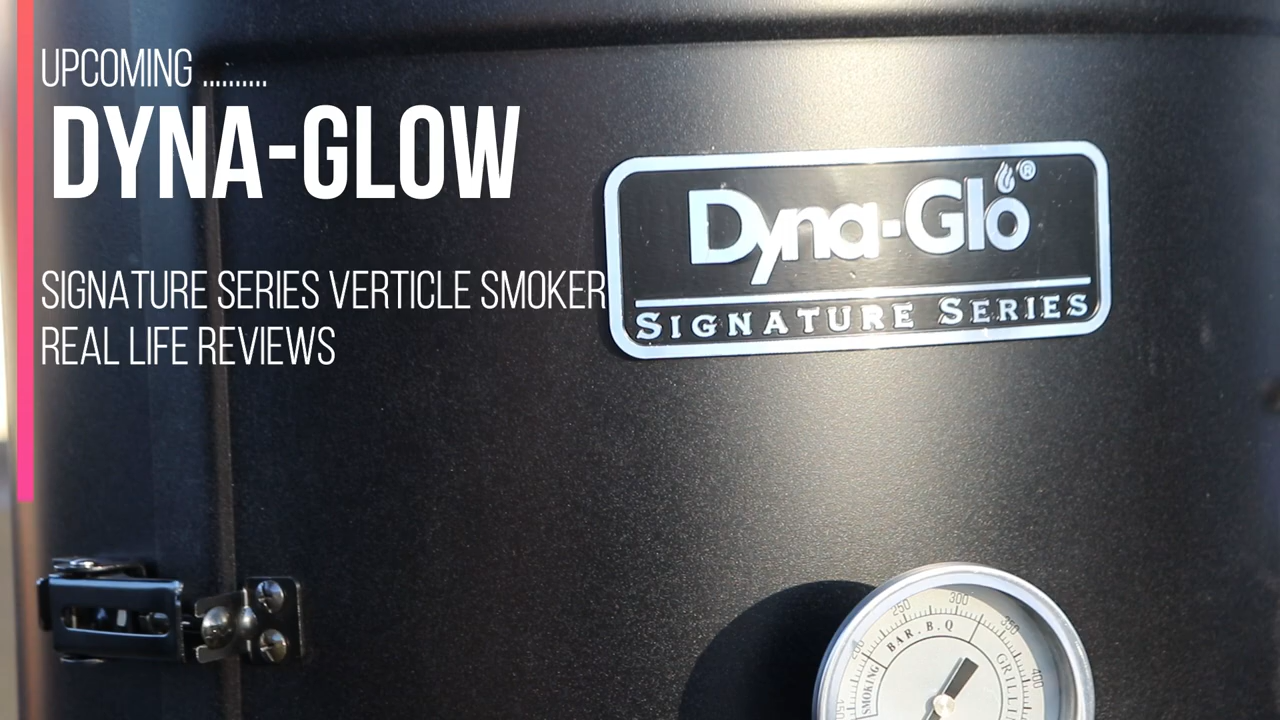 UPCOMING ..........
DYNA-GLOW
SIGNATURE SERIES VERTICLE SMOKER
REAL LIFE REVIEWS
Dyna-Glo®
SIGNATURE SERIES
200 250 300 350 400
BAR.B.Q
SMOKING